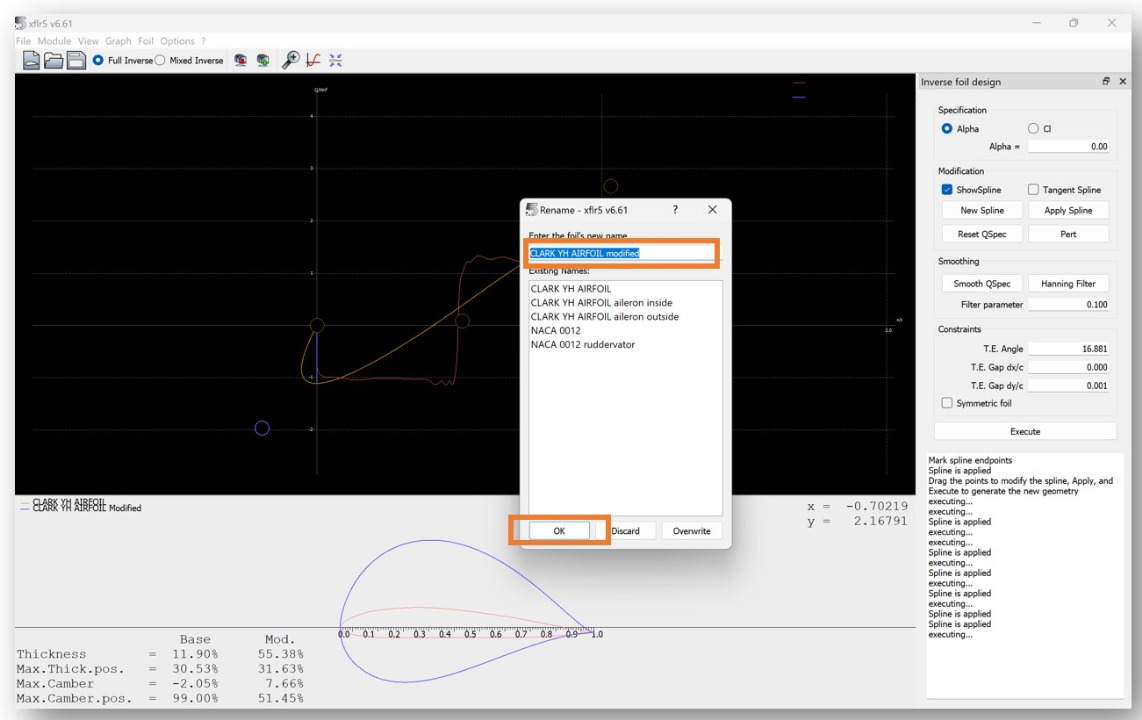 xflr5 v6.61
File Module View Graph Foil Options ?
Full Inverse Mixed Inverse
Q/Vinf
4
3
2
1
-1
-2
x/c
2.0
Rename - xflr5 v6.61 ?
Enter the foil's new name
CLARK YH AIRFOIL modified
Existing Names:
CLARK YH AIRFOIL
CLARK YH AIRFOIL aileron inside
CLARK YH AIRFOIL aileron outside
NACA 0012
NACA 0012 ruddervator
OK Discard Overwrite
Inverse foil design
Specification
Alpha Cl
Alpha = 0.00
Modification
ShowSpline Tangent Spline
New Spline Apply Spline
Reset QSpec Pert
Smoothing
Smooth QSpec Hanning Filter
Filter parameter 0.100
Constraints
T.E. Angle 16.881
T.E. Gap dx/c 0.000
T.E. Gap dy/c 0.001
Symmetric foil
Execute
Mark spline endpoints
Spline is applied
Drag the points to modify the spline, Apply, and
Execute to generate the new geometry
executing...
executing...
Spline is applied
executing...
executing...
Spline is applied
executing...
Spline is applied
executing...
Spline is applied
executing...
Spline is applied
Spline is applied
executing...
CLARK YH AIRFOIL
CLARK YH AIRFOIL Modified
x = -0.70219
y = 2.16791
0.0 0.1 0.2 0.3 0.4 0.5 0.6 0.7 0.8 0.9 1.0
Base Mod.
Thickness = 11.90% 55.38%
Max.Thick.pos. = 30.53% 31.63%
Max.Camber = -2.05% 7.66%
Max.Camber.pos. = 99.00% 51.45%